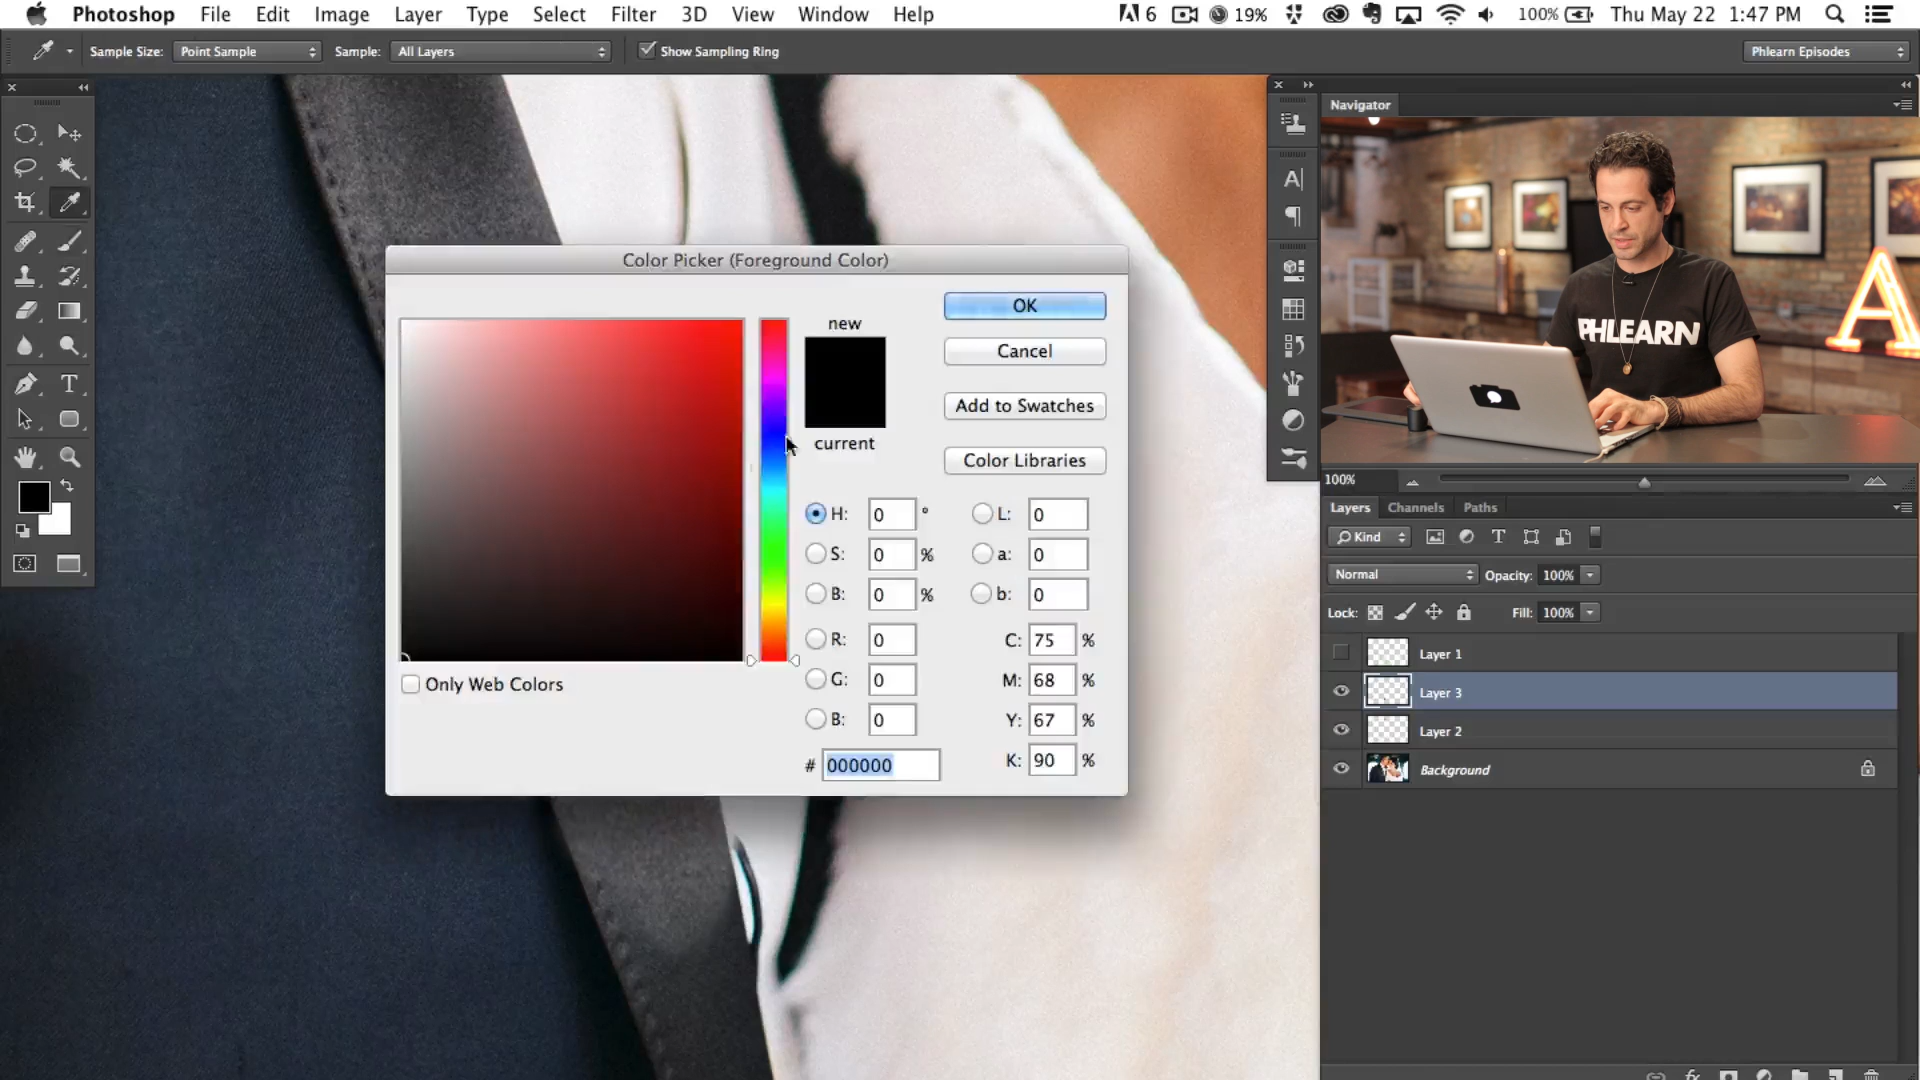 Photoshop File Edit Image Layer Type Select Filter 3D View Window Help 6 19% 100% Thu May 22 1:47 PM
Sample Size: Point Sample Sample: All Layers Show Sampling Ring Phlearn Episodes
Navigator
PHLEARN
A
Color Picker (Foreground Color)
new
OK
Cancel
Add to Swatches
current
Color Libraries
100%
Layers Channels Paths
H: 0 ° L: 0
Kind
S: 0 % a: 0
Normal Opacity: 100%
B: 0 % b: 0
Lock: Fill: 100%
R: 0 C: 75 %
Layer 1
G: 0 M: 68 %
Layer 3
Only Web Colors
B: 0 Y: 67 %
Layer 2
# 000000 K: 90 %
Background